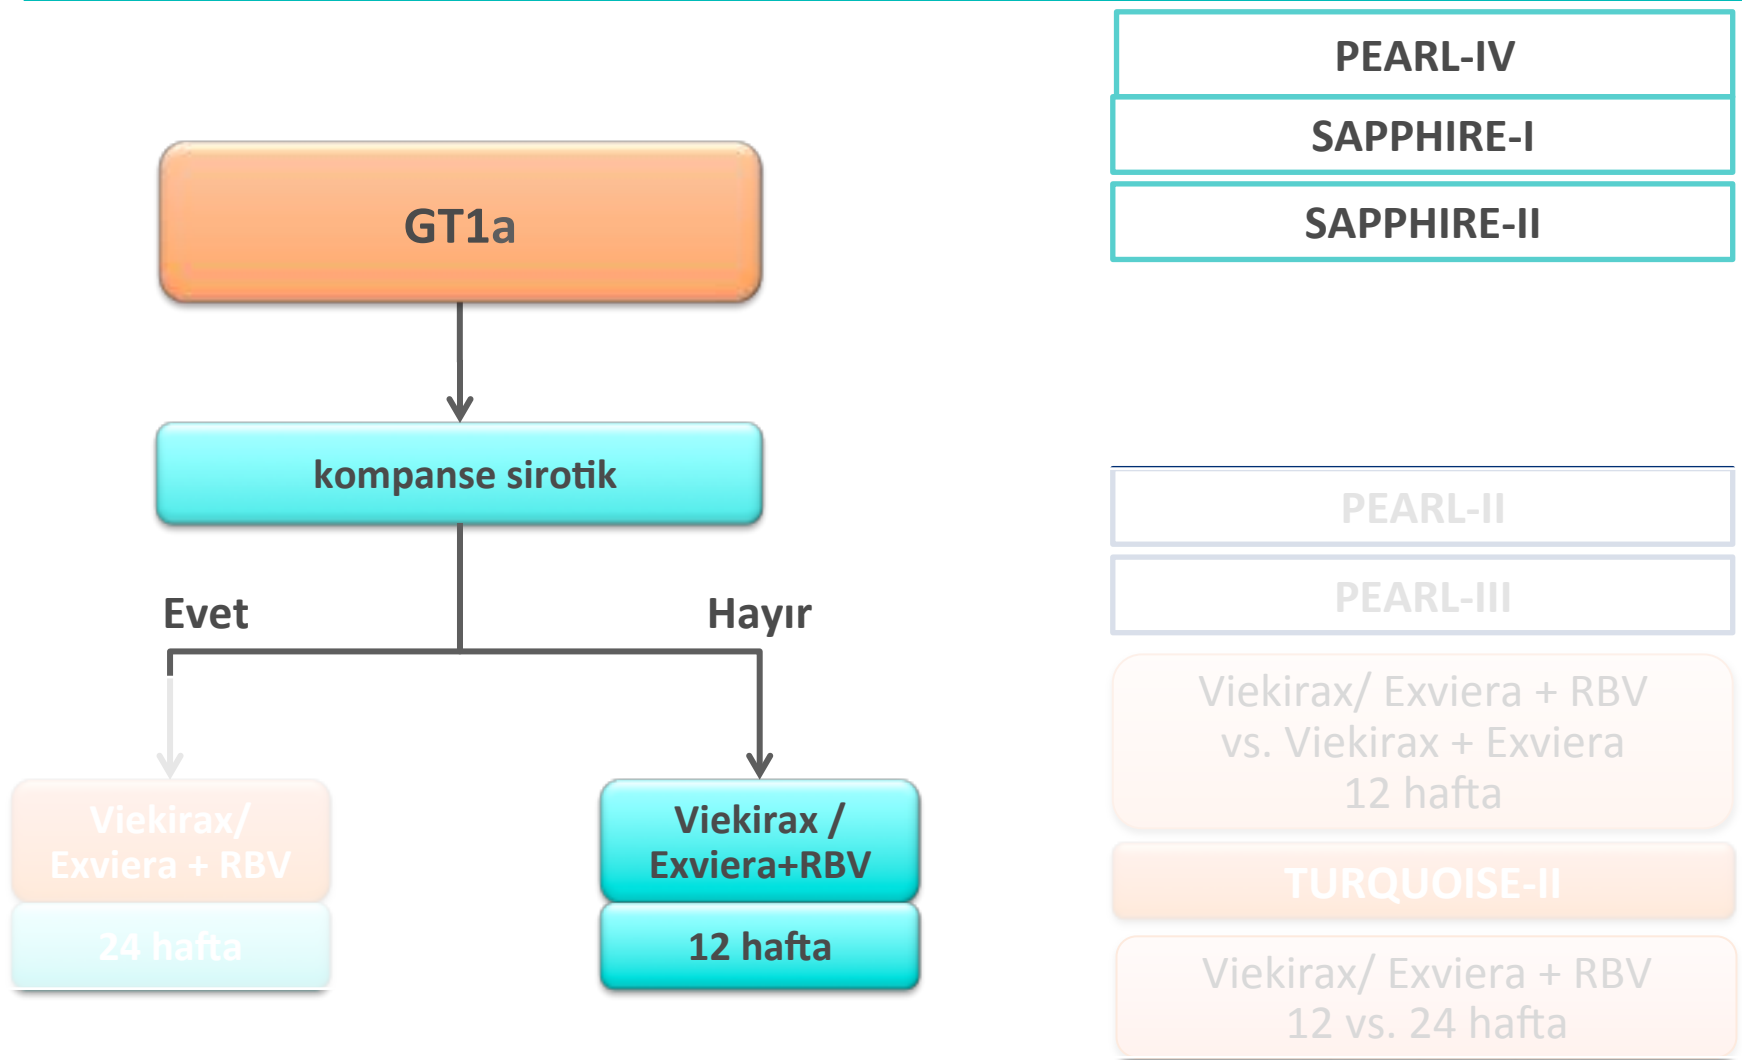 GT1a
kompanse sirotik
Evet
Hayır
Viekirax/
Exviera + RBV
24 hafta
Viekirax /
Exviera+RBV
12 hafta
PEARL-IV
SAPPHIRE-I
SAPPHIRE-II
PEARL-II
PEARL-III
Viekirax/ Exviera + RBV
vs. Viekirax + Exviera
12 hafta
TURQUOISE-II
Viekirax/ Exviera + RBV
12 vs. 24 hafta